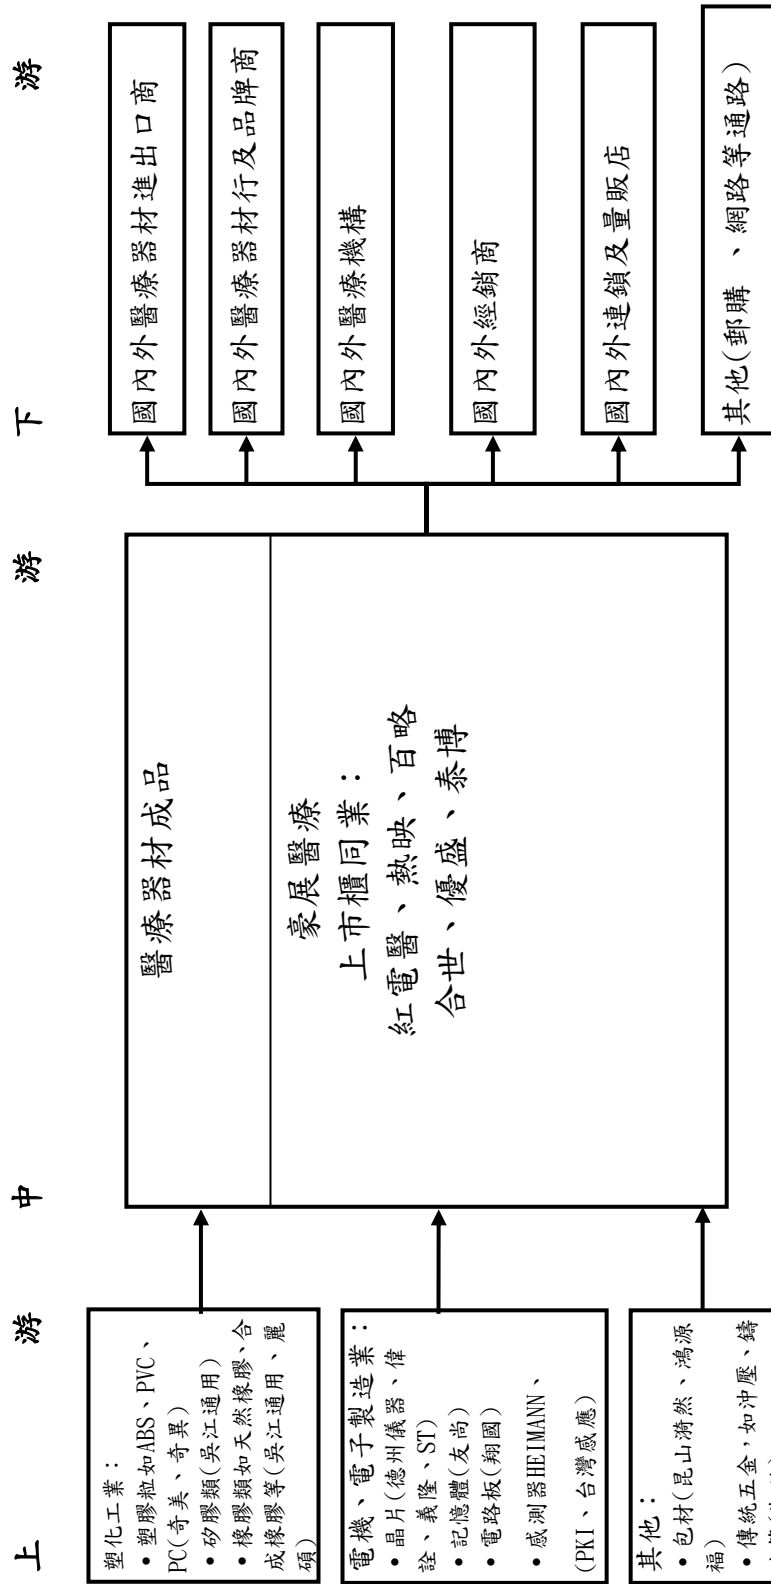 上 游
中 游
下 游
塑化工業：
• 塑膠粒如ABS、PVC、
PC(奇美、奇異)
• 矽膠類(吳江通用)
• 橡膠類如天然橡膠、合
成橡膠等(吳江通用、麗
碩)
電機、電子製造業：
• 晶片(德州儀器、偉
詮、義隆、ST)
• 記憶體(友尚)
• 電路板(翔國)
• 感測器HEIMANN、
(PKI、台灣感應)
其他：
• 包材(昆山漪然、鴻源
福)
• 傳統五金，如沖壓、鑄
醫療器材成品
豪展醫療
上市櫃同業：
紅電醫、熱映、百略
合世、優盛、泰博
國內外醫療器材進出口商
國內外醫療器材行及品牌商
國內外醫療機構
國內外經銷商
國內外連鎖及量販店
其他(郵購 、網路等通路)